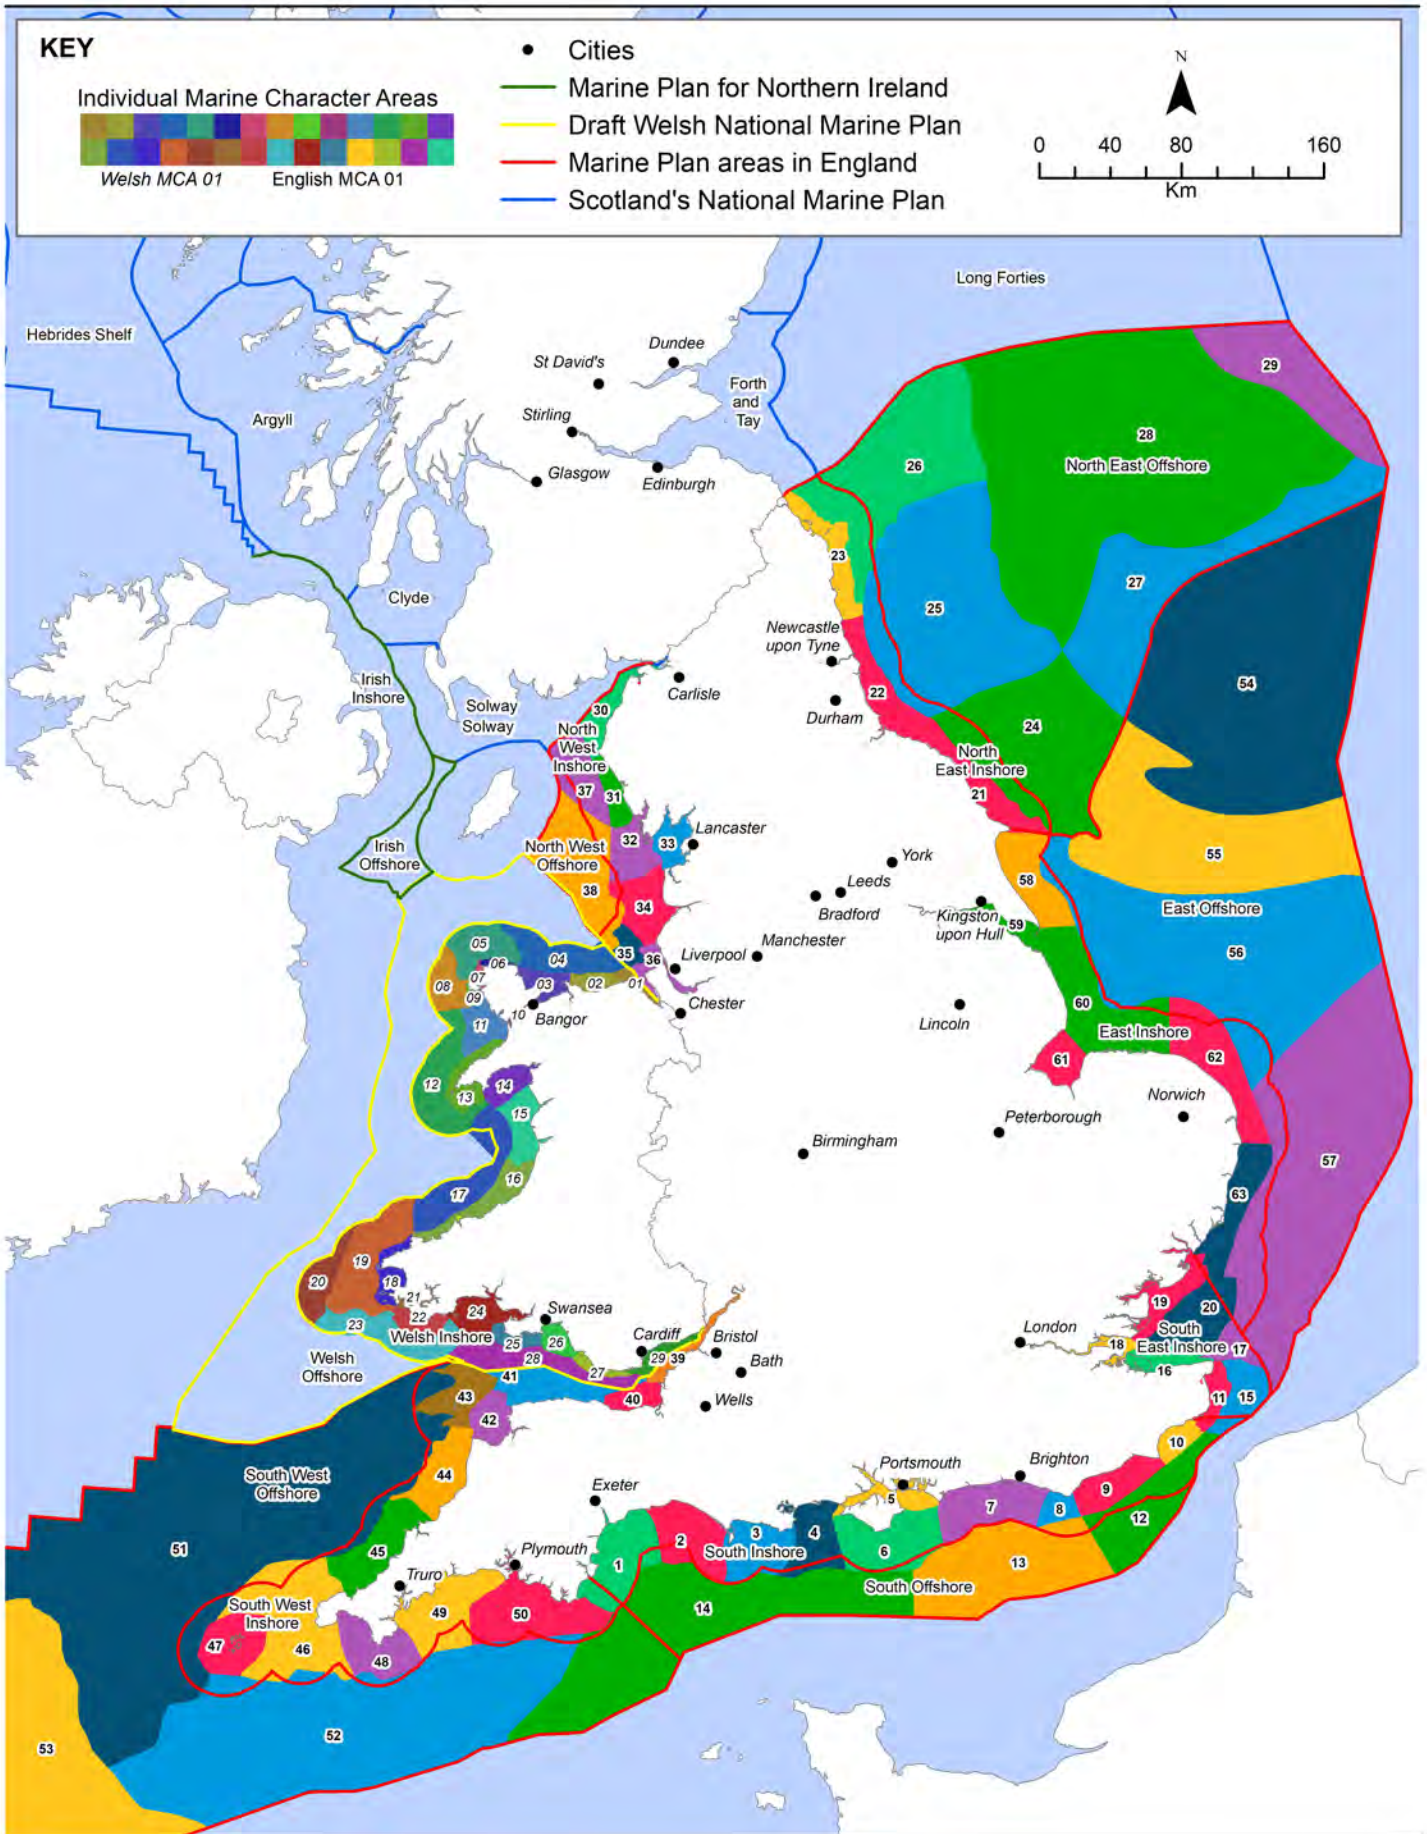 KEY
Individual Marine Character Areas
Welsh MCA 01
English MCA 01
Cities
Marine Plan for Northern Ireland
Draft Welsh National Marine Plan
Marine Plan areas in England
Scotland's National Marine Plan
N
0 40 80 160
Km
Long Forties
Hebrides Shelf
Dundee
St David's
Forth
and
Tay
29
Argyll
Stirling
28
North East Offshore
26
Glasgow
Edinburgh
23
27
Clyde
25
Newcastle
upon Tyne
Irish
Inshore
Carlisle
54
22
Durham
Solway
Solway
30
24
North
West
Inshore
North
East Inshore
37
31
21
Lancaster
32
33
Irish
Offshore
North West
Offshore
York
55
Leeds
58
38
Bradford
34
Kingston
upon Hull
59
East Offshore
05
Manchester
56
04
35
36
Liverpool
06
07
08
03
02
01
09
Chester
Lincoln
60
10
Bangor
11
East Inshore
61
62
12
13
14
Norwich
15
Peterborough
Birmingham
57
16
17
63
19
20
18
21
22
24
Swansea
19
20
23
Welsh Inshore
25
26
London
18
South
East Inshore
17
16
Cardiff
Bristol
Welsh
Offshore
28
27
29
39
Bath
41
43
40
11
15
42
Wells
10
44
South West
Offshore
Portsmouth
Brighton
Exeter
5
9
7
8
12
51
45
Plymouth
2
3
4
South Inshore
6
1
13
Truro
South Offshore
South West
Inshore
49
50
14
47
46
48
52
53